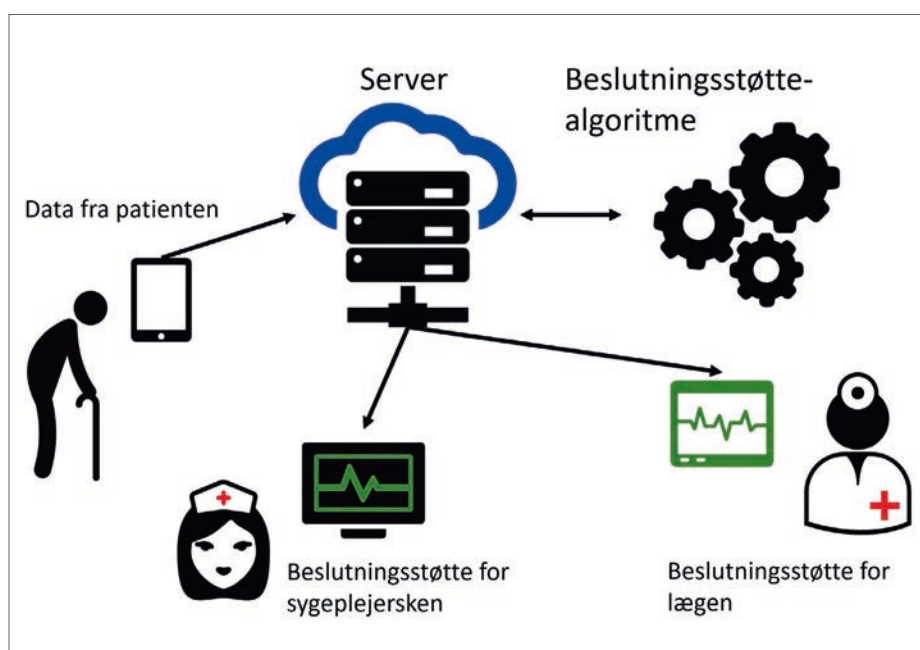 Server
Beslutningsstøtte-
algoritme
Data fra patienten
Beslutningsstøtte for
sygeplejersken
Beslutningsstøtte for
lægen